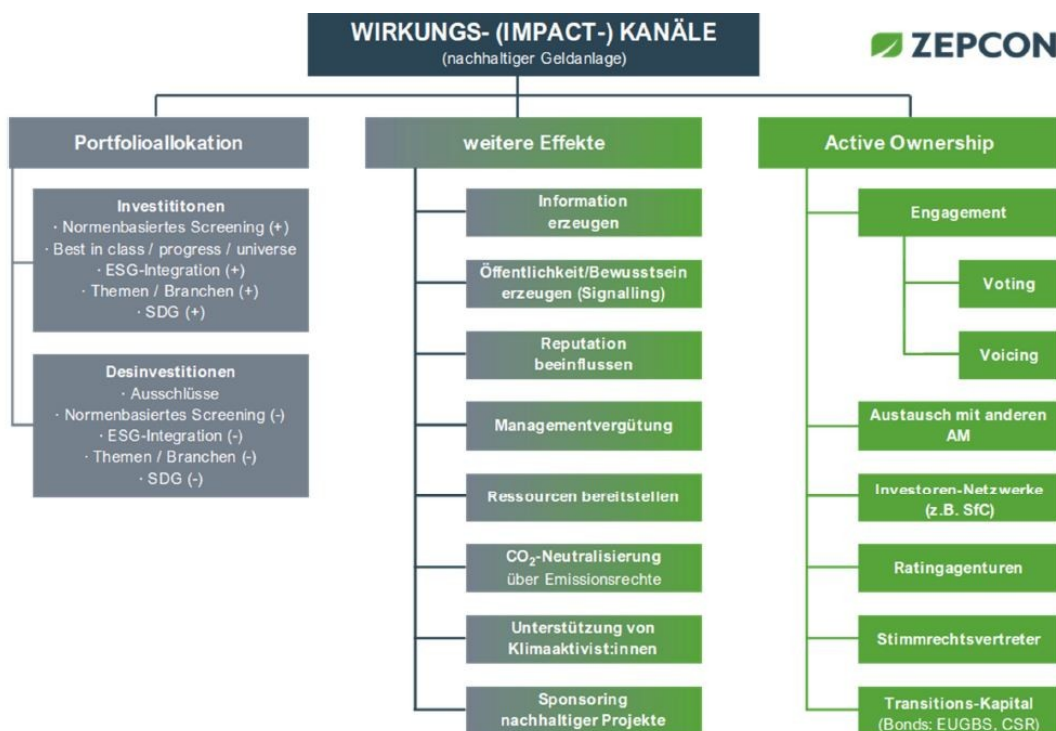 WIRKUNGS- (IMPACT-) KANÄLE
(nachhaltiger Geldanlage)
ZEPCON
Portfolioallokation
Investititonen
· Normenbasiertes Screening (+)
· Best in class / progress / universe
· ESG-Integration (+)
· Themen / Branchen (+)
· SDG (+)
Desinvestitionen
· Ausschlüsse
· Normenbasiertes Screening (-)
· ESG-Integration (-)
· Themen / Branchen (-)
· SDG (-)
weitere Effekte
Information
erzeugen
Öffentlichkeit/Bewusstsein
erzeugen (Signalling)
Reputation
beeinflussen
Managementvergütung
Ressourcen bereitstellen
CO₂-Neutralisierung
über Emissionsrechte
Unterstützung von
Klimaaktivist:innen
Sponsoring
nachhaltiger Projekte
Active Ownership
Engagement
Voting
Voicing
Austausch mit anderen
AM
Investoren-Netzwerke
(z.B. SfC)
Ratingagenturen
Stimmrechtsvertreter
Transitions-Kapital
(Bonds: EUGBS, CSR)